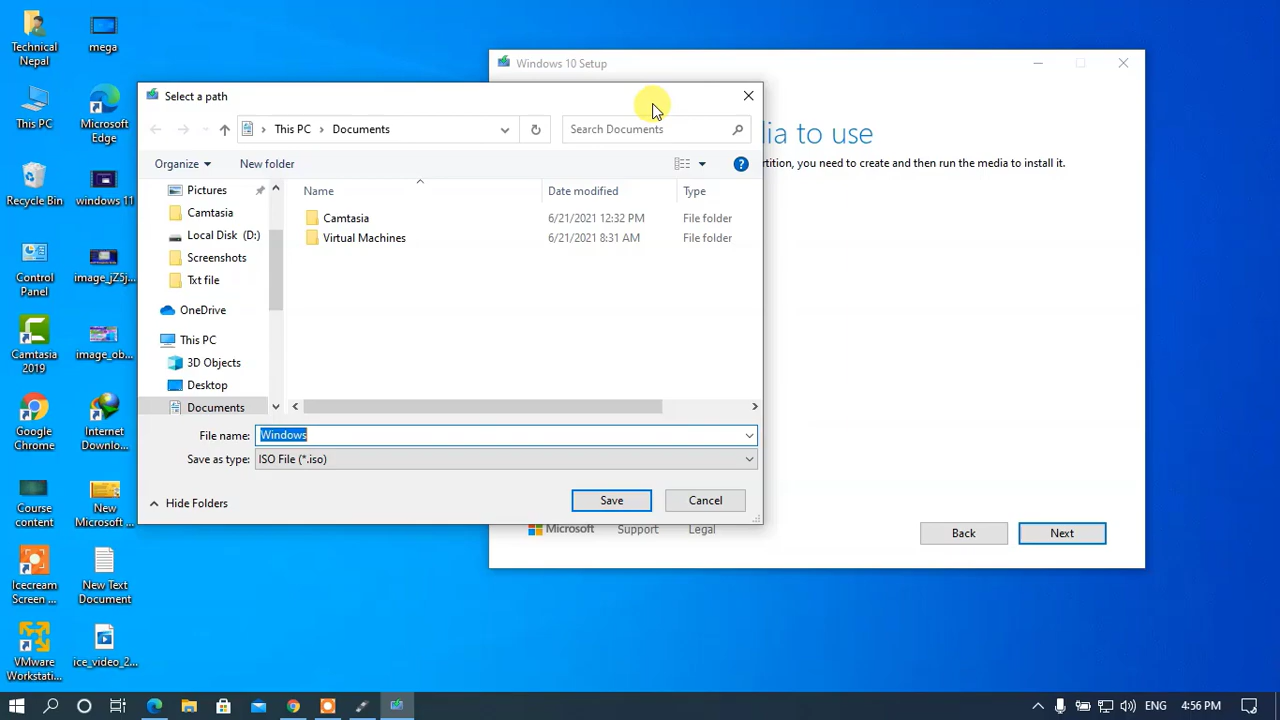 Technical
Nepal
mega
This PC
Microsoft
Edge
Recycle Bin
windows 11
Control
Panel
image_jZ5j...
Camtasia
2019
image_ob...
Google
Chrome
Internet
Downlo...
Course
content
New
Microsoft ...
Icecream
Screen ...
New Text
Document
VMware
Workstati...
ice_video_2...
Windows 10 Setup
dia to use
rtition, you need to create and then run the media to install it.
Microsoft
Support
Legal
Back
Next
Select a path
This PC > Documents
Search Documents
Organize
New folder
?
Name
Date modified
Type
Camtasia
6/21/2021 12:32 PM
File folder
Virtual Machines
6/21/2021 8:31 AM
File folder
Pictures
Camtasia
Local Disk (D:)
Screenshots
Txt file
OneDrive
This PC
3D Objects
Desktop
Documents
File name:
Windows
Save as type:
ISO File (*.iso)
Hide Folders
Save
Cancel
ENG
4:56 PM